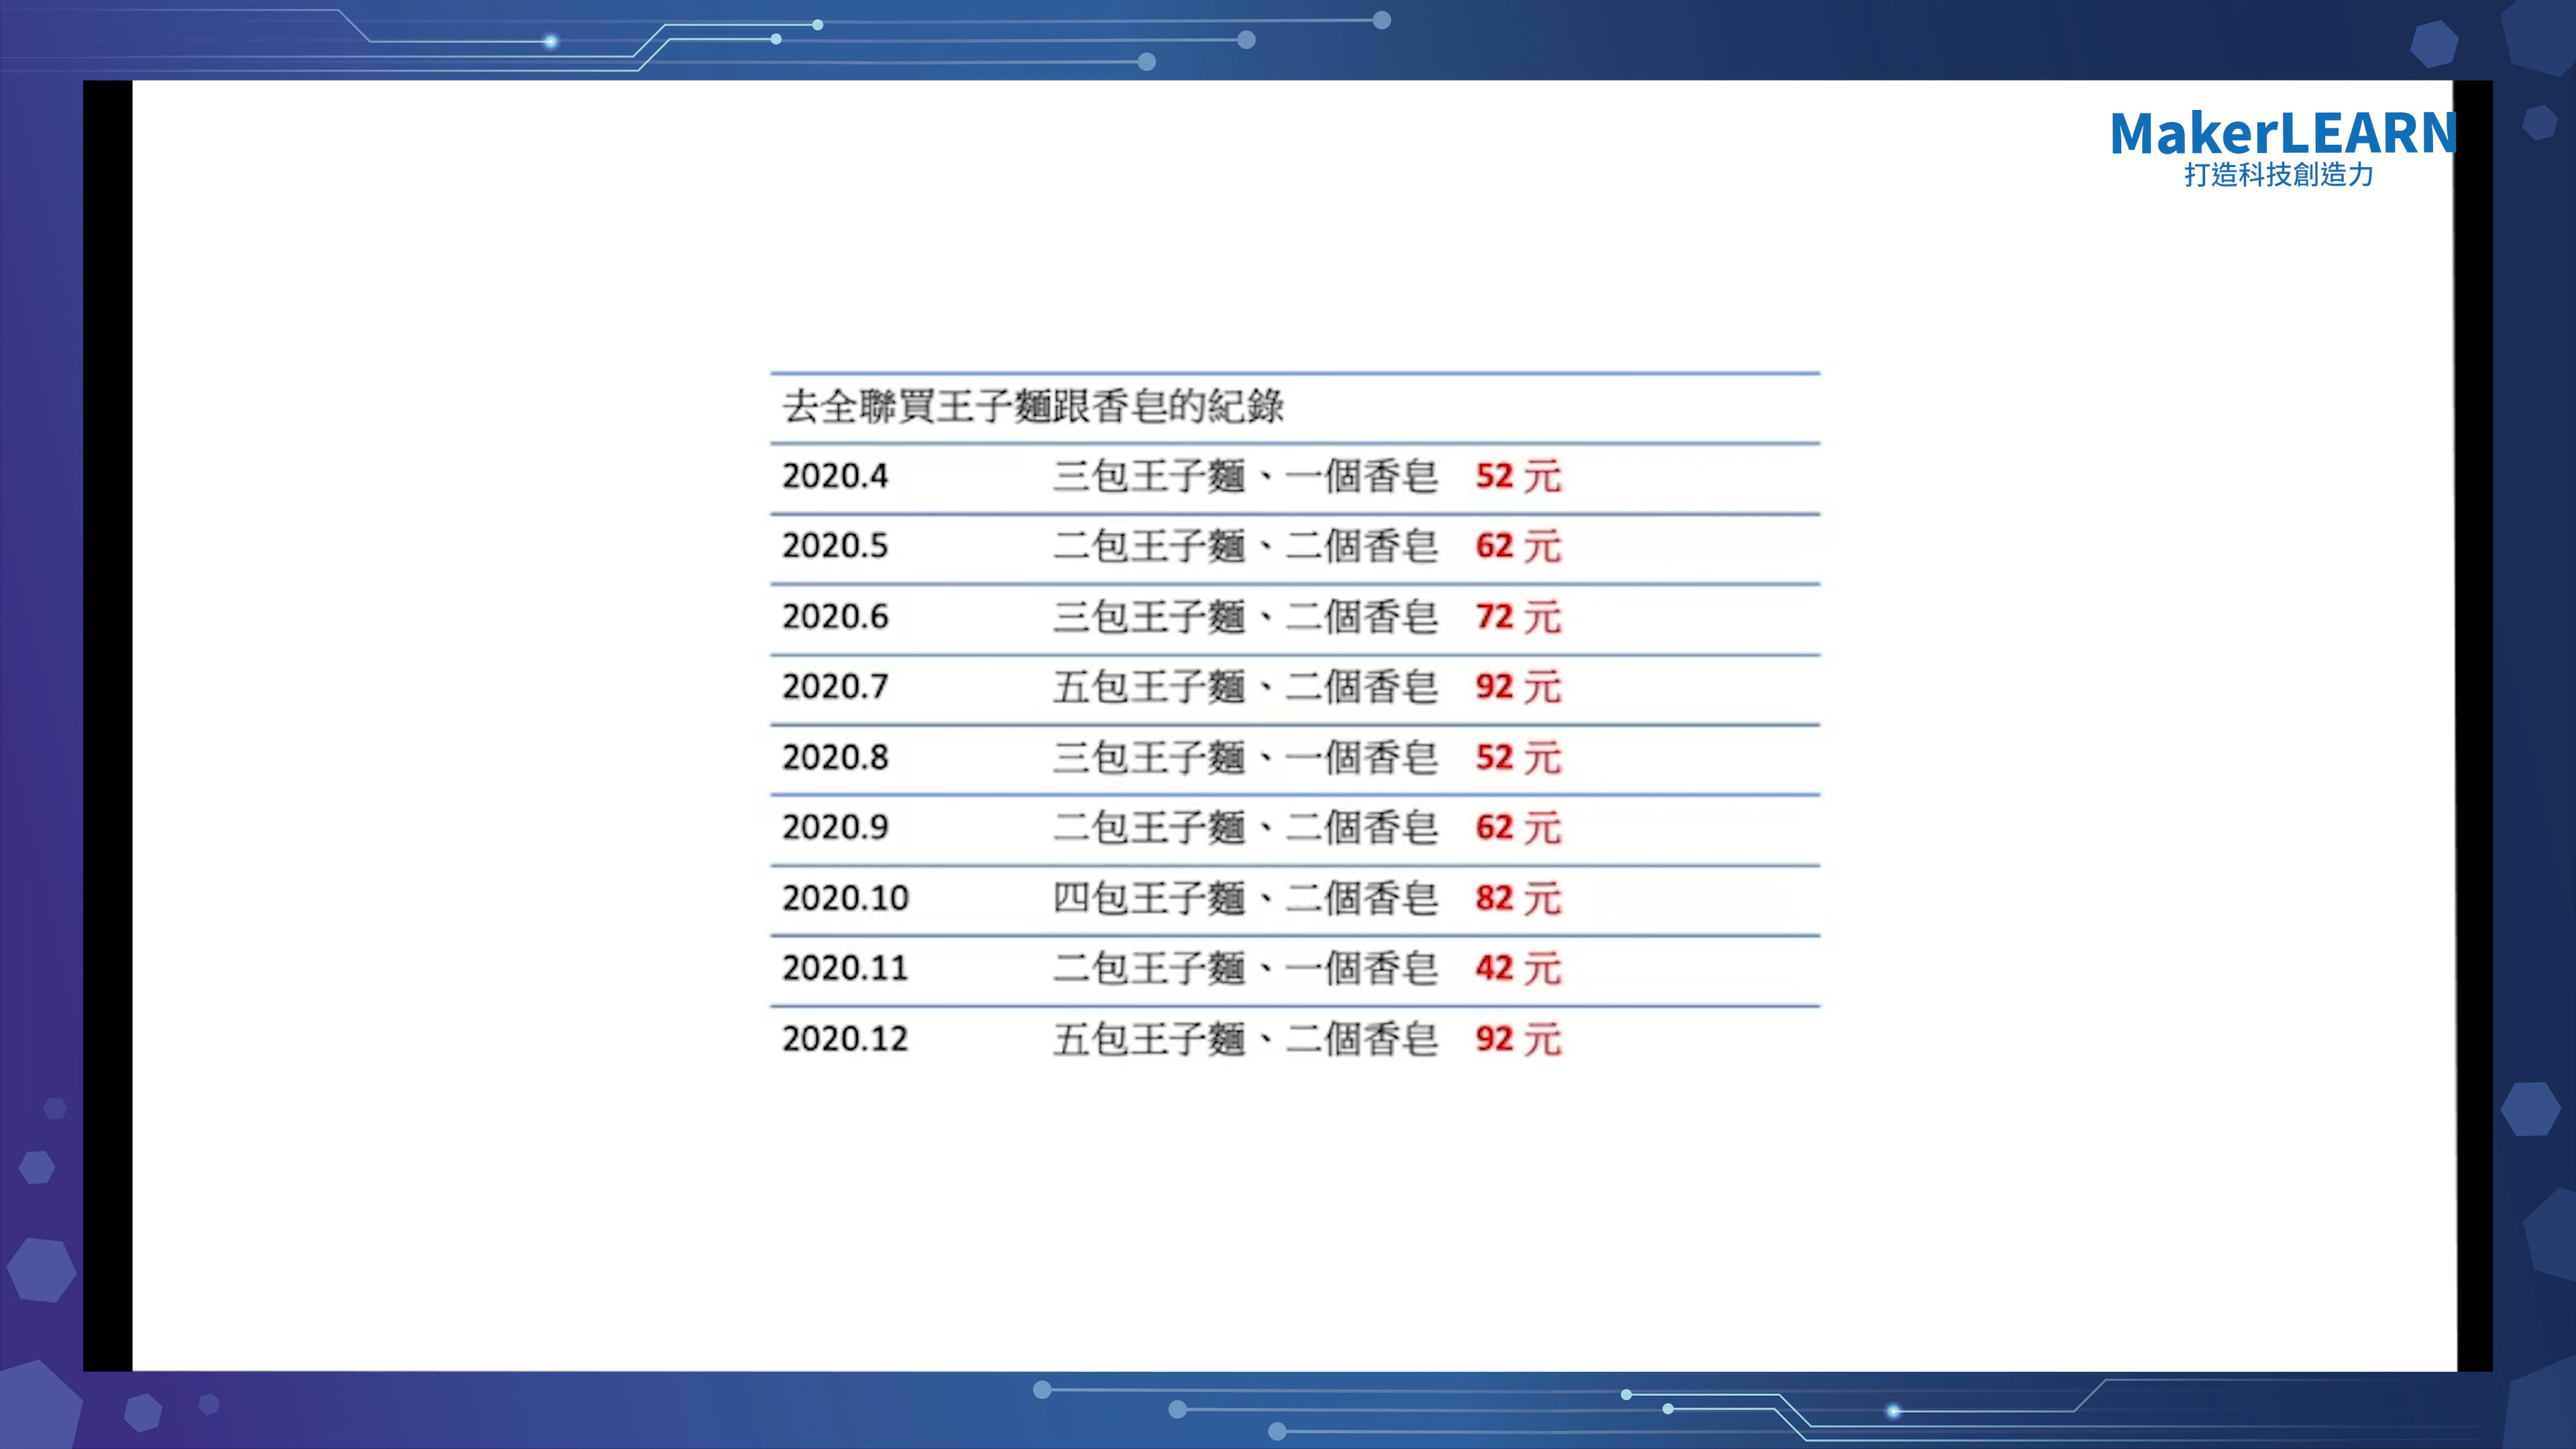 MakerLEARN
打造科技創造力
去全聯買王子麵跟香皂的紀錄
2020.4 三包王子麵、一個香皂 52 元
2020.5 二包王子麵、二個香皂 62 元
2020.6 三包王子麵、二個香皂 72 元
2020.7 五包王子麵、二個香皂 92 元
2020.8 三包王子麵、一個香皂 52 元
2020.9 二包王子麵、二個香皂 62 元
2020.10 四包王子麵、二個香皂 82 元
2020.11 二包王子麵、一個香皂 42 元
2020.12 五包王子麵、二個香皂 92 元